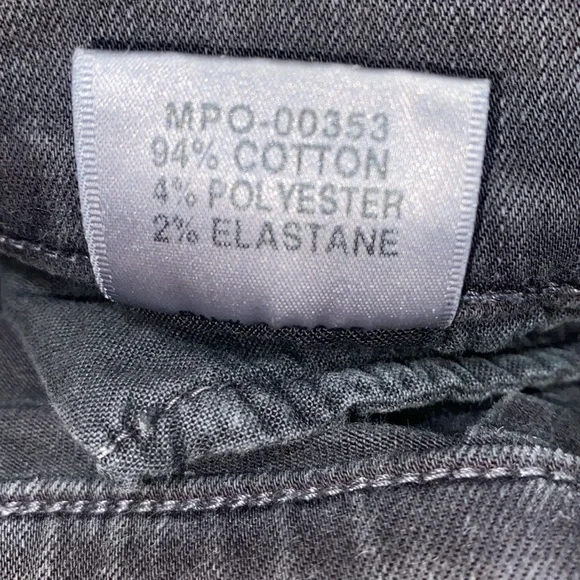 MPO-00353
94% COTTON
4% POLYESTER
2% ELASTANE